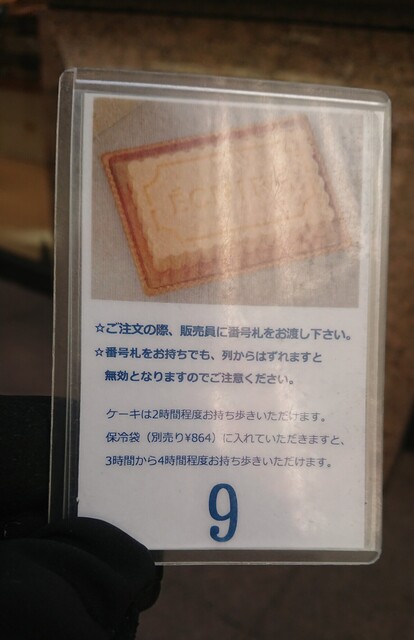 ☆ご注文の際、販売員に番号札をお渡し下さい。
☆番号札をお持ちでも、列からはずれますと
無効となりますのでご注意ください。
ケーキは2時間程度お持ち歩きいただけます。
保冷袋（別売り¥864）に入れていただきますと、
3時間から4時間程度お持ち歩きいただけます。
9